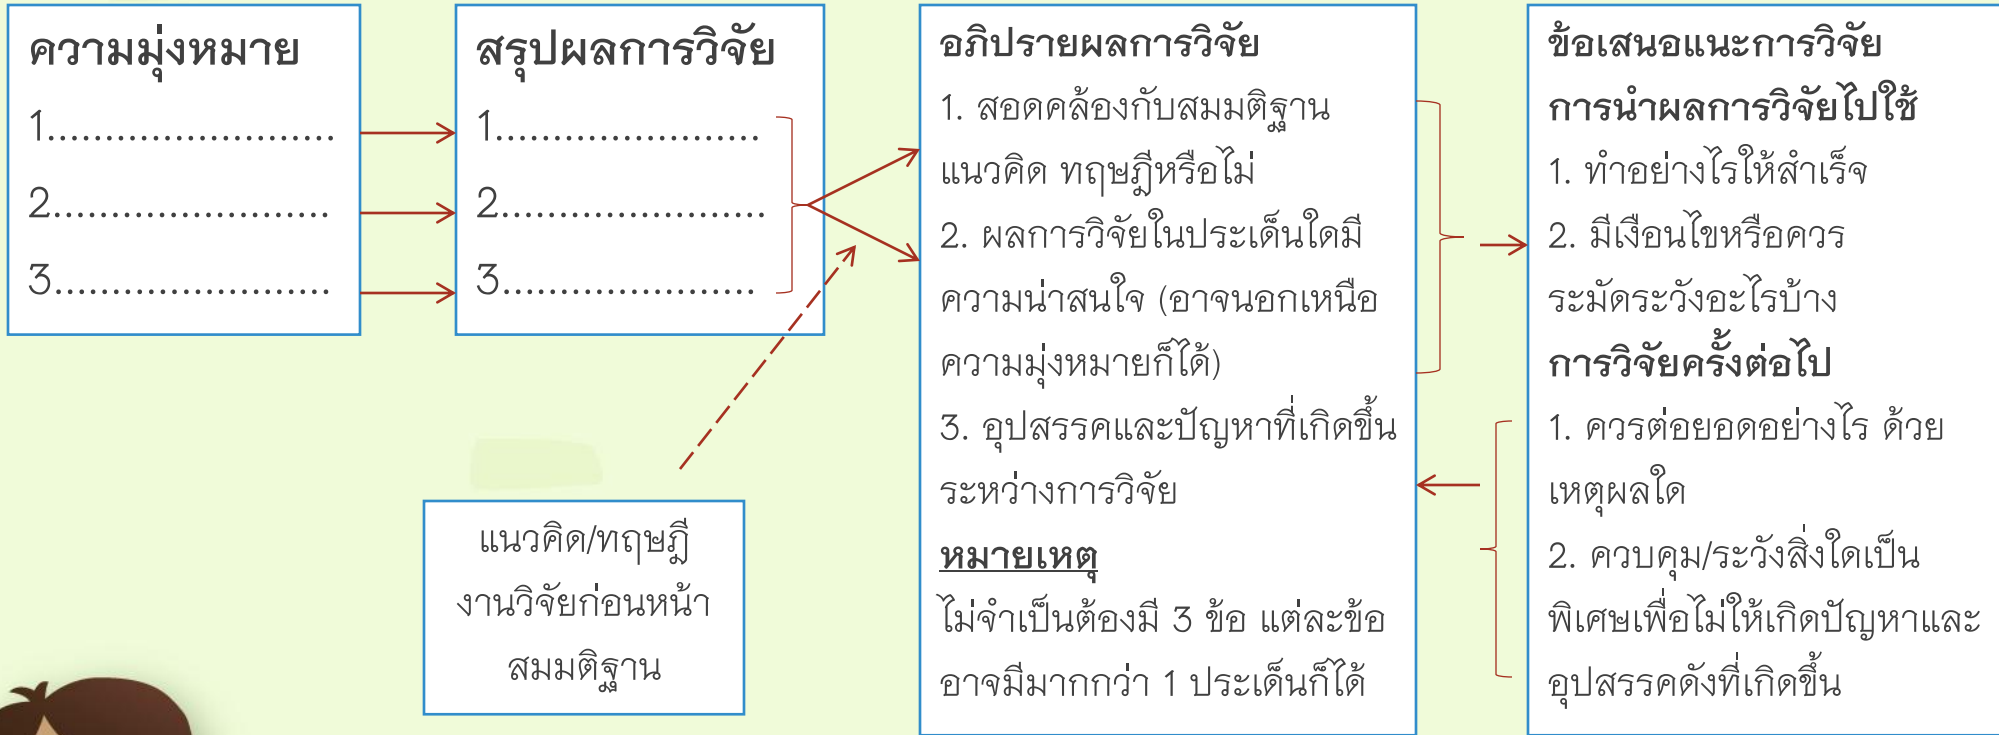 ความมุ่งหมาย
1.........................
2........................
3........................
สรุปผลการวิจัย
1.......................
2.......................
3......................
แนวคิด/ทฤษฎี
งานวิจัยก่อนหน้า
สมมติฐาน
อภิปรายผลการวิจัย
1. สอดคล้องกับสมมติฐาน
แนวคิด ทฤษฎีหรือไม่
2. ผลการวิจัยในประเด็นใดมี
ความน่าสนใจ (อาจนอกเหนือ
ความมุ่งหมายก็ได้)
3. อุปสรรคและปัญหาที่เกิดขึ้น
ระหว่างการวิจัย
หมายเหตุ
ไม่จำเป็นต้องมี 3 ข้อ แต่ละข้อ
อาจมีมากกว่า 1 ประเด็นก็ได้
ข้อเสนอแนะการวิจัย
การนำผลการวิจัยไปใช้
1. ทำอย่างไรให้สำเร็จ
2. มีเงื่อนไขหรือควร
ระมัดระวังอะไรบ้าง
การวิจัยครั้งต่อไป
1. ควรต่อยอดอย่างไร ด้วย
เหตุผลใด
2. ควบคุม/ระวังสิ่งใดเป็น
พิเศษเพื่อไม่ให้เกิดปัญหาและ
อุปสรรคดังที่เกิดขึ้น